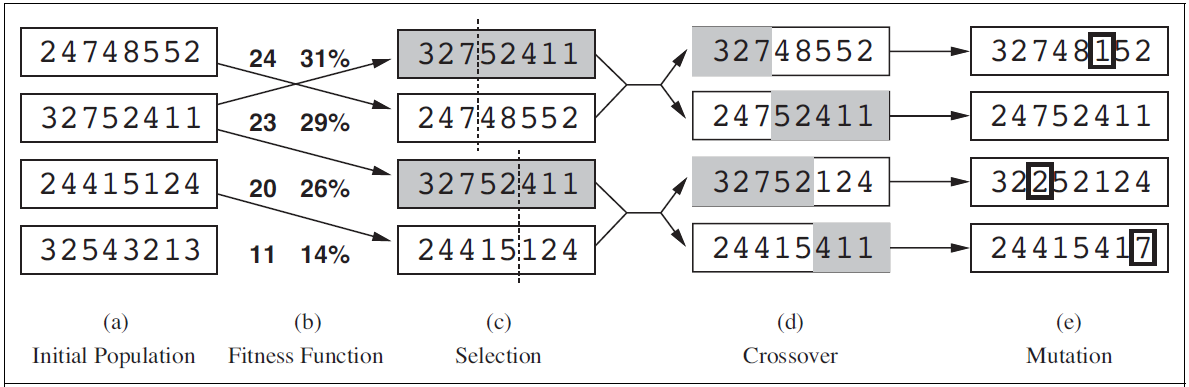 24748552 24 31% 32752411 32748552 32748152
32752411 23 29% 24748552 24752411 24752411
24415124 20 26% 32752411 32752124 32252124
32543213 11 14% 24415124 24415411 24415417
(a) (b) (c) (d) (e)
Initial Population Fitness Function Selection Crossover Mutation